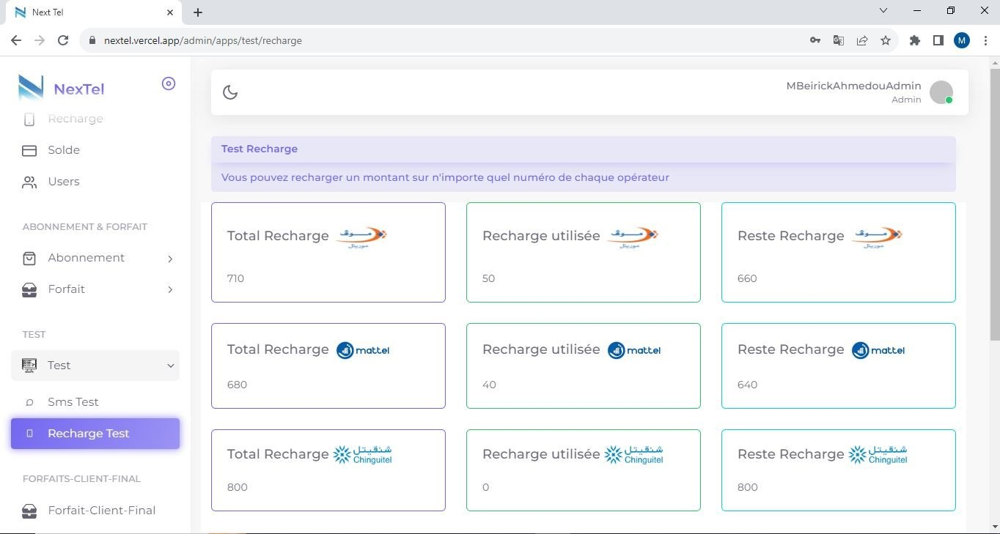 Next Tel
nextel.vercel.app/admin/apps/test/recharge
M
NexTel
Recharge
Solde
Users
ABONNEMENT & FORFAIT
Abonnement
Forfait
TEST
Test
Sms Test
Recharge Test
FORFAITS-CLIENT-FINAL
Forfait-Client-Final
MBeirickAhmedouAdmin
Admin
Test Recharge
Vous pouvez recharger un montant sur n'importe quel numéro de chaque opérateur
Total Recharge موڤ موريتل
710
Recharge utilisée موڤ موريتل
50
Reste Recharge موڤ موريتل
660
Total Recharge mattel
680
Recharge utilisée mattel
40
Reste Recharge mattel
640
Total Recharge شنقيتل Chinguitel
800
Recharge utilisée شنقيتل Chinguitel
0
Reste Recharge شنقيتل Chinguitel
800